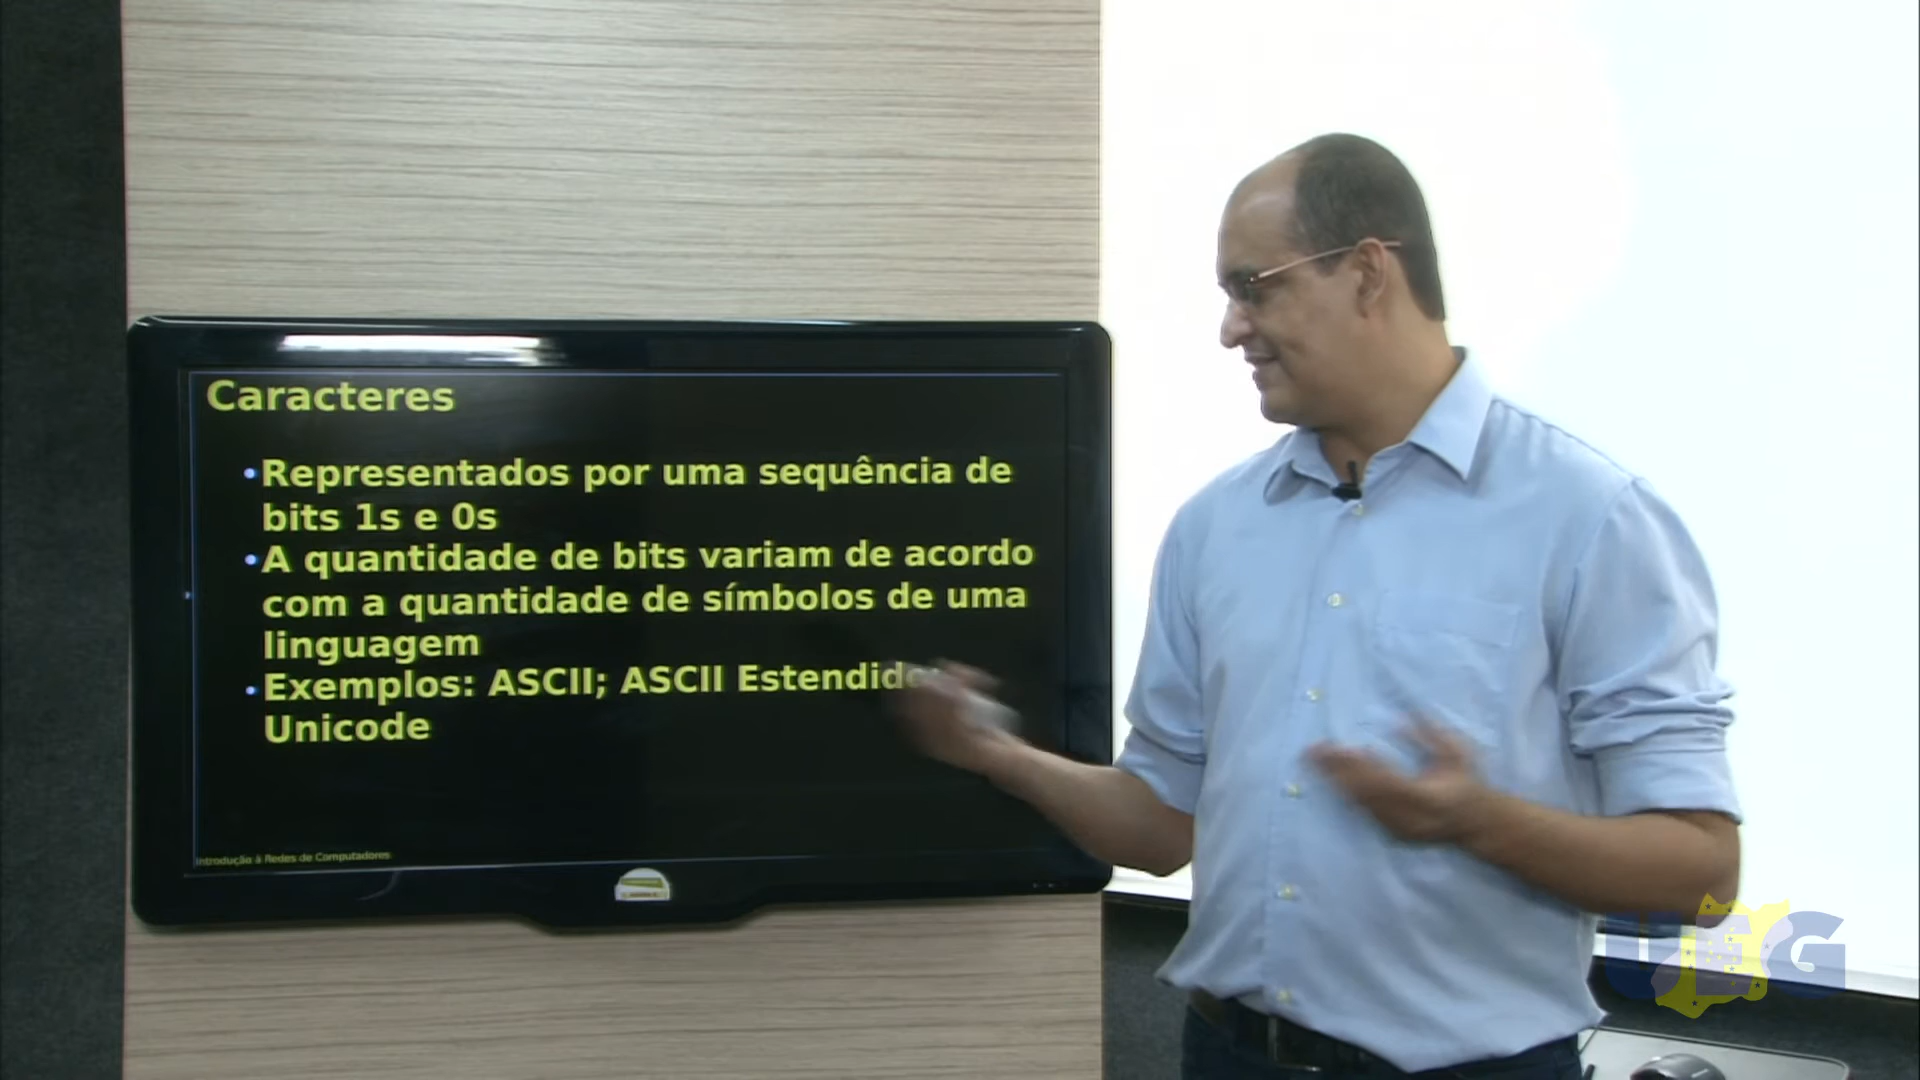 Caracteres
•Representados por uma sequência de
bits 1s e 0s
•A quantidade de bits variam de acordo
com a quantidade de símbolos de uma
linguagem
•Exemplos: ASCII; ASCII
Unicode
Introdução à Redes de Computadores
UEG